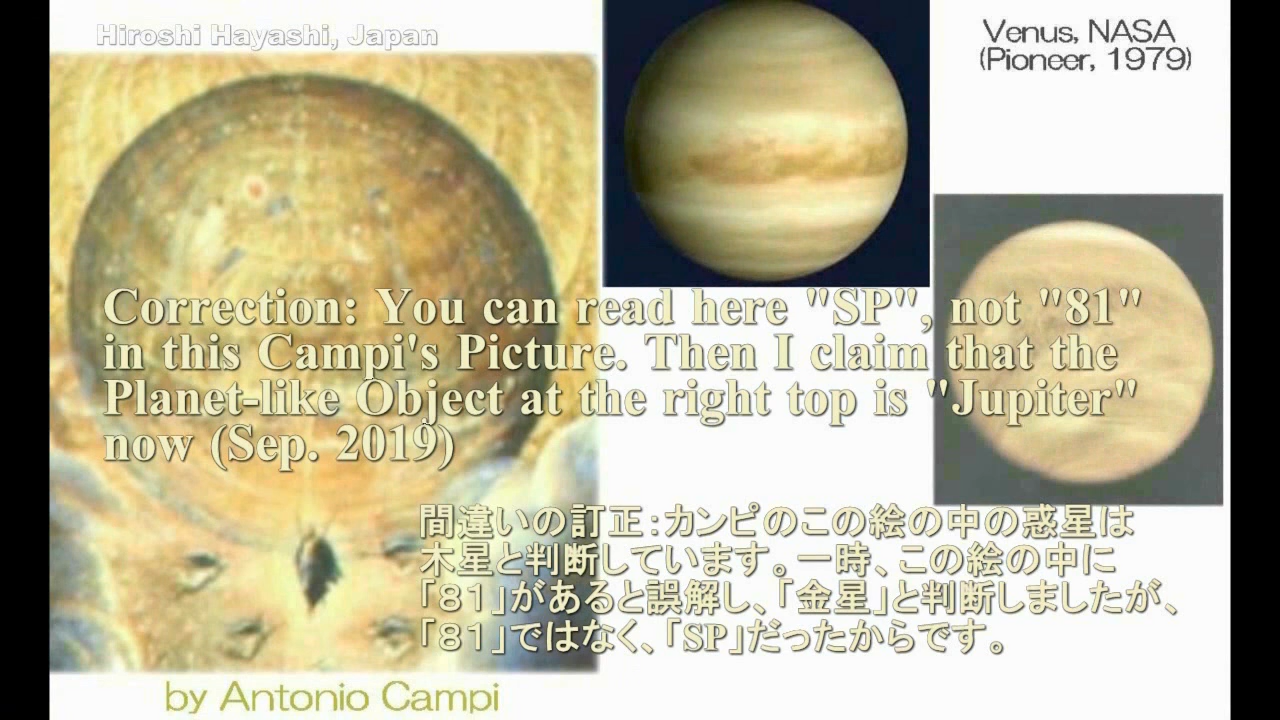 Hiroshi Hayashi, Japan
Venus, NASA
(Pioneer, 1979)
Correction: You can read here "SP", not "81"
in this Campi's Picture. Then I claim that the
Planet-like Object at the right top is "Jupiter"
now (Sep. 2019)
間違いの訂正：カンピのこの絵の中の惑星は
木星と判断しています。一時、この絵の中に
「８１」があると誤解し、「金星」と判断しましたが、
「８１」ではなく、「SP」だったからです。
by Antonio Campi